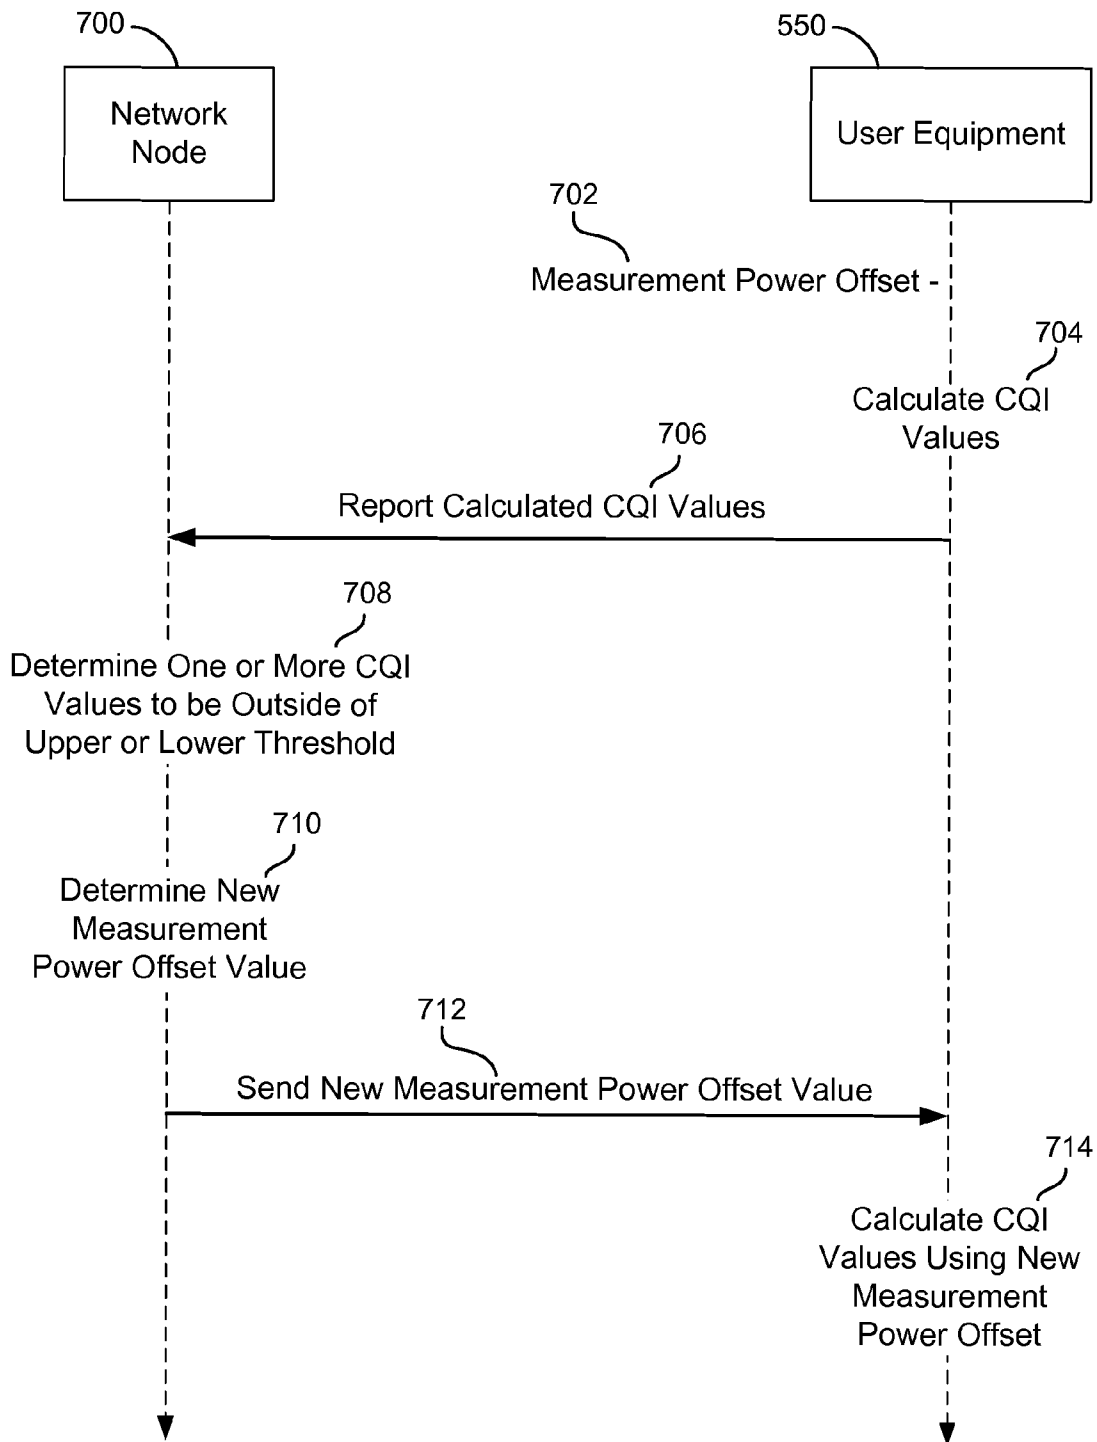 700
550
Network
Node
User Equipment
702
Measurement Power Offset -
704
Calculate CQI
Values
706
Report Calculated CQI Values
708
Determine One or More CQI
Values to be Outside of
Upper or Lower Threshold
710
Determine New
Measurement
Power Offset Value
712
Send New Measurement Power Offset Value
714
Calculate CQI
Values Using New
Measurement
Power Offset